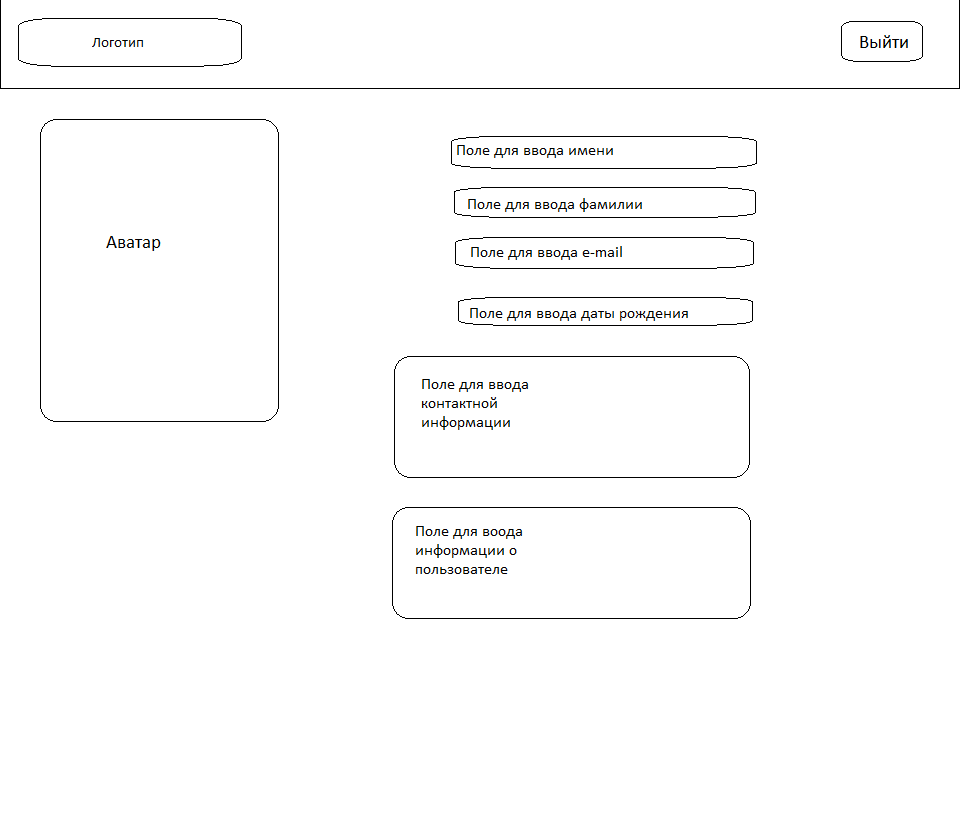 Логотип
Выйти
Аватар
Поле для ввода имени
Поле для ввода фамилии
Поле для ввода e-mail
Поле для ввода даты рождения
Поле для ввода
контактной
информации
Поле для воода
информации о
пользователе